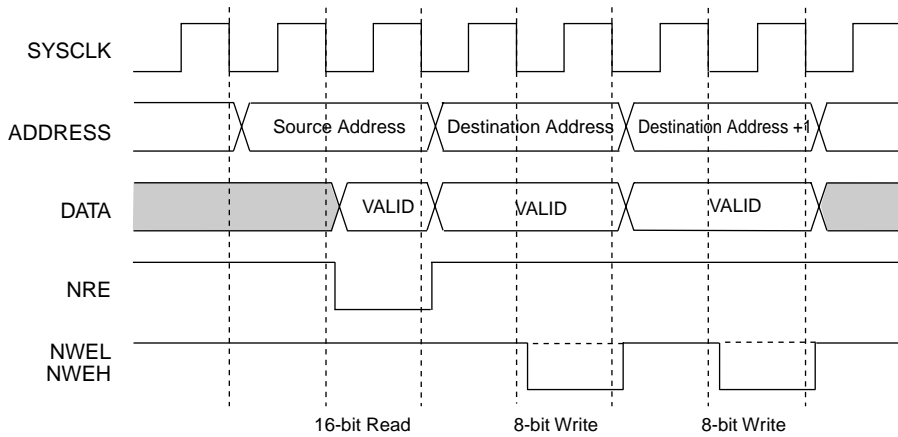 SYSCLK
ADDRESS
Source Address
Destination Address
Destination Address +1
DATA
VALID
VALID
VALID
NRE
NWEL
NWEH
16-bit Read
8-bit Write
8-bit Write